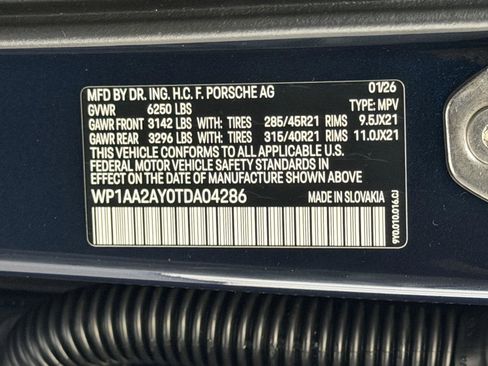 MFD BY DR. ING. H.C. F. PORSCHE AG 01/26
GVWR 6250 LBS TYPE: MPV
GAWR FRONT 3142 LBS WITH: TIRES 285/45R21 RIMS 9.5JX21
GAWR REAR 3296 LBS WITH: TIRES 315/40R21 RIMS 11.0JX21
THIS VEHICLE CONFORMS TO ALL APPLICABLE U.S.
FEDERAL MOTOR VEHICLE SAFETY STANDARDS IN
EFFECT ON THE DATE OF MANUFACTURE SHOWN ABOVE.
WP1AA2AY0TDA04286 MADE IN SLOVAKIA
9Y0.010.016.CJ